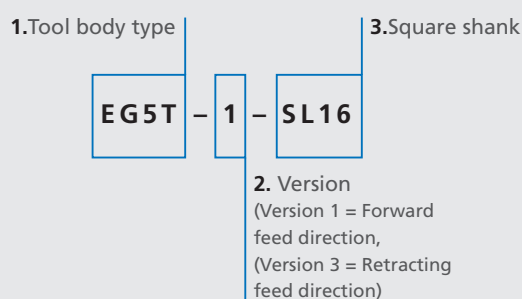 1.Tool body type
3.Square shank
EG5T – 1 – SL16
2. Version
(Version 1 = Forward
feed direction,
(Version 3 = Retracting
feed direction)